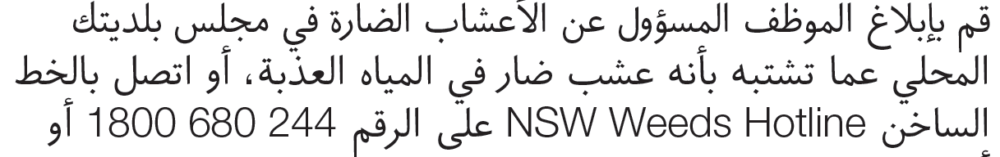 قم بإبلاغ الموظف المسؤول عن الأعشاب الضارة في مجلس بلديتك
المحلي عما تشتبه بأنه عشب ضار في المياه العذبة، أو اتصل بالخط
الساخن NSW Weeds Hotline على الرقم 1800 680 244 أو